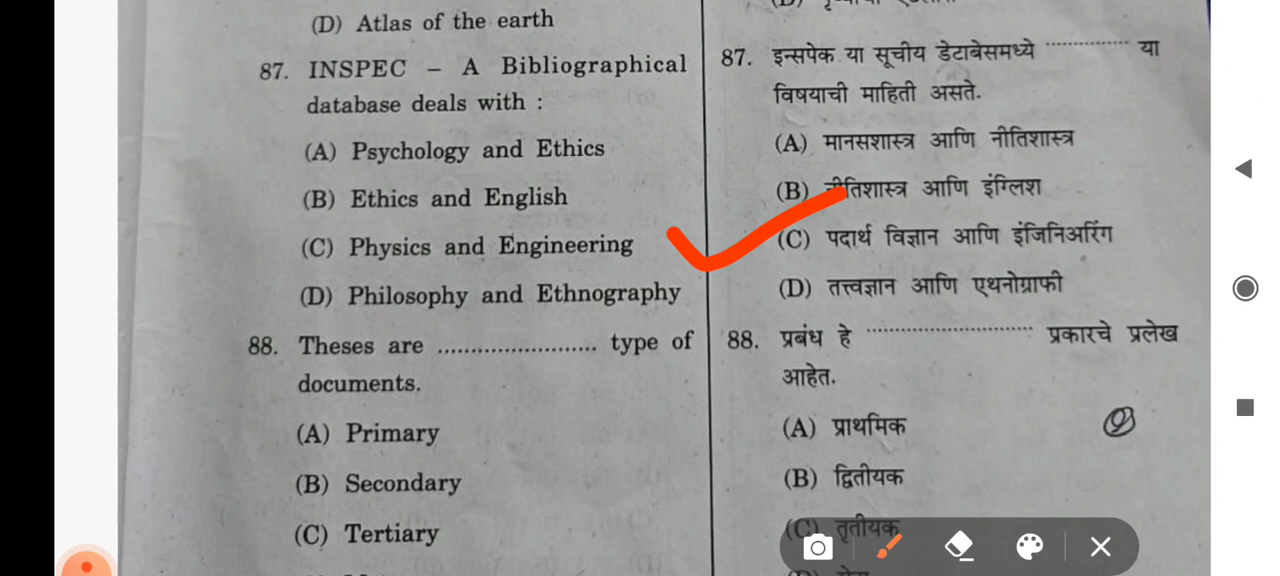 (D) Atlas of the earth
87. INSPEC – A Bibliographical
database deals with :
(A) Psychology and Ethics
(B) Ethics and English
(C) Physics and Engineering
(D) Philosophy and Ethnography
88. Theses are ........................ type of
documents.
(A) Primary
(B) Secondary
(C) Tertiary
87. इन्सपेक या सूचीय डेटाबेसमध्ये .............. या
विषयाची माहिती असते.
(A) मानसशास्त्र आणि नीतिशास्त्र
(B) नीतिशास्त्र आणि इंग्लिश
(C) पदार्थ विज्ञान आणि इंजिनिअरिंग
(D) तत्त्वज्ञान आणि एथनोग्राफी
88. प्रबंध हे ............................ प्रकारचे प्रलेख
आहेत.
(A) प्राथमिक
(B) द्वितीयक
(C) तृतीयक